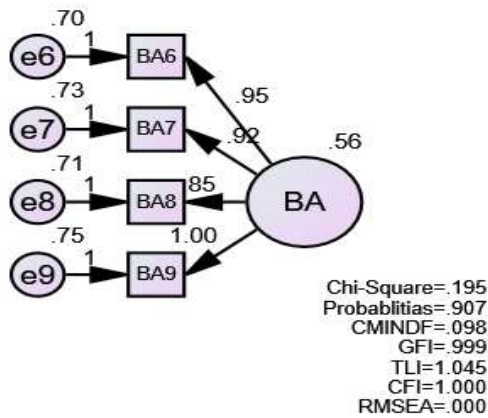 .70
1
e6
BA6
.95
.73
1
e7
BA7
.92
.56
.71
1
e8
BA8
.85
BA
.75
1
e9
BA9
1.00
Chi-Square=.195
Probablitias=.907
CMINDF=.098
GFI=.999
TLI=1.045
CFI=1.000
RMSEA=.000